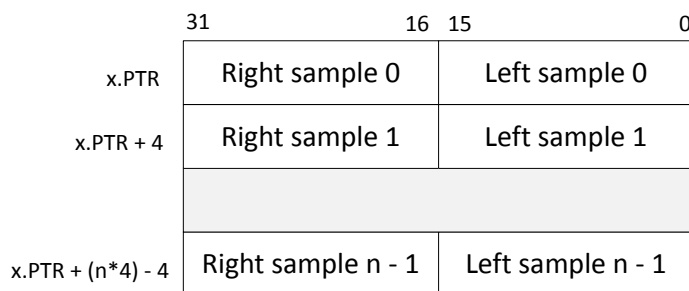 31 16 15 0
x.PTR Right sample 0 Left sample 0
x.PTR + 4 Right sample 1 Left sample 1
x.PTR + (n*4) - 4 Right sample n - 1 Left sample n - 1